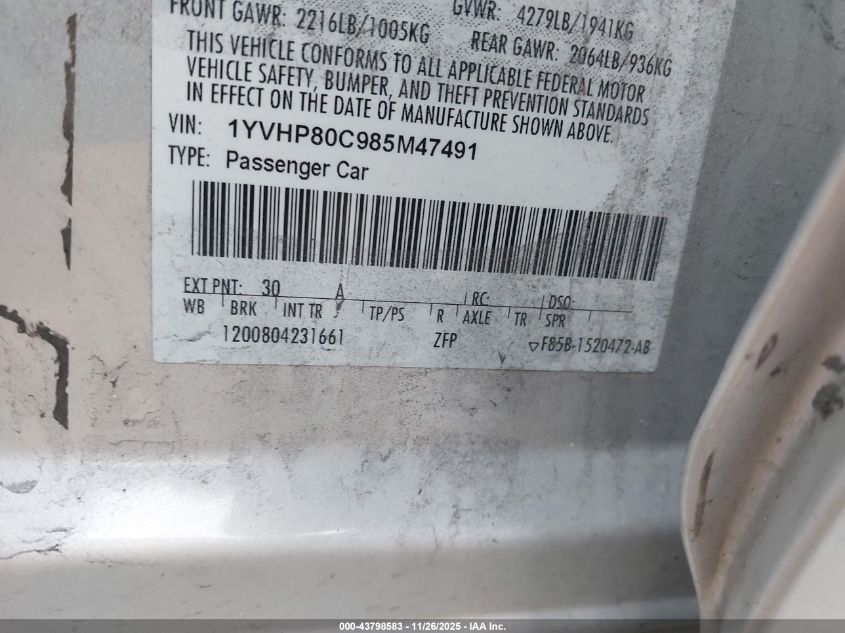 FRONT GAWR: 2216LB/1005KG GVWR: 4279LB/1941KG
REAR GAWR: 2064LB/936KG
THIS VEHICLE CONFORMS TO ALL APPLICABLE FEDERAL MOTOR
VEHICLE SAFETY, BUMPER, AND THEFT PREVENTION STANDARDS
IN EFFECT ON THE DATE OF MANUFACTURE SHOWN ABOVE.
VIN: 1YVHP80C985M47491
TYPE: Passenger Car
EXT PNT: 30 A RC: DSO:
WB BRK INT TR TP/PS R AXLE TR SPR
1200804231661 ZFP ▽F85B-1520472-AB
000-43798583 - 11/26/2025 - IAA Inc.